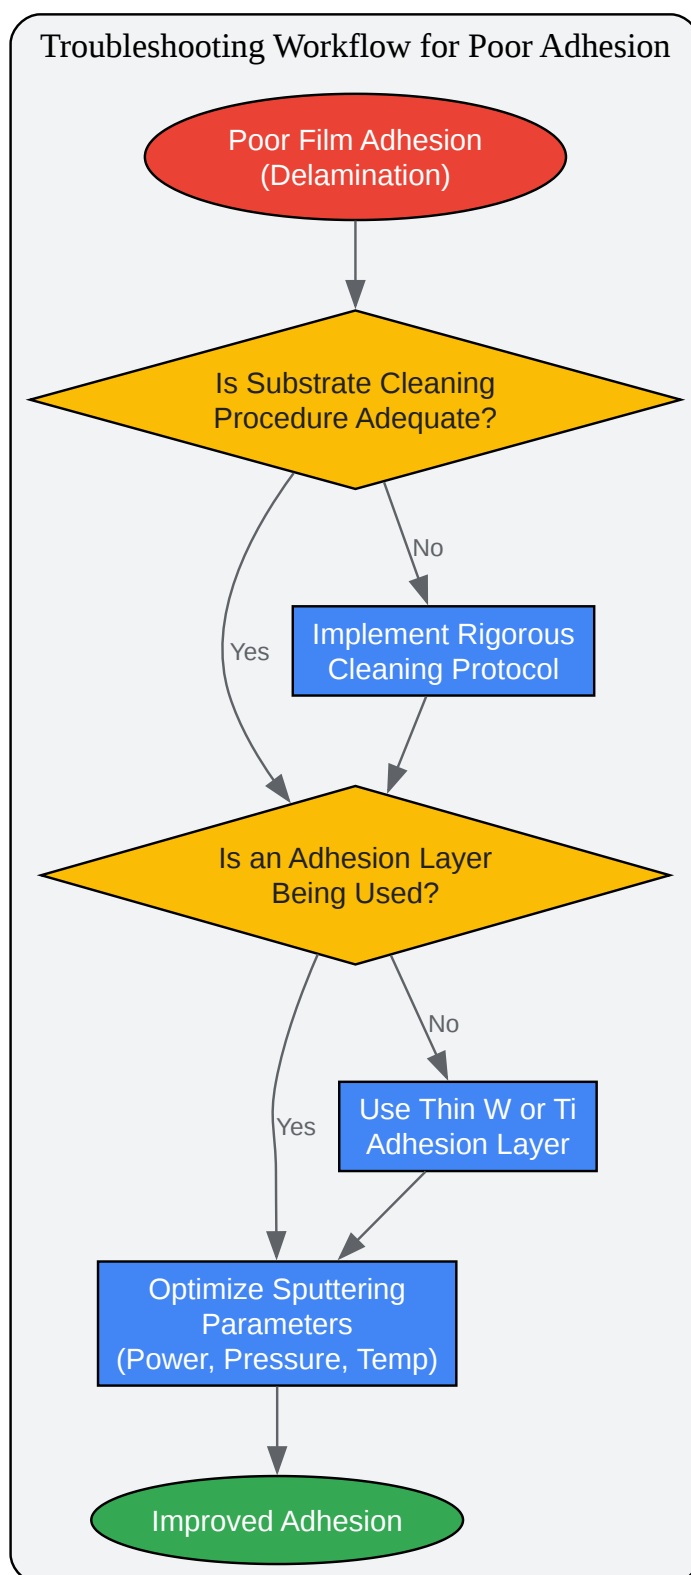 Troubleshooting Workflow for Poor Adhesion
Poor Film Adhesion
(Delamination)
Is Substrate Cleaning
Procedure Adequate?
No
Implement Rigorous
Cleaning Protocol
Yes
Is an Adhesion Layer
Being Used?
No
Use Thin W or Ti
Adhesion Layer
Yes
Optimize Sputtering
Parameters
(Power, Pressure, Temp)
Improved Adhesion